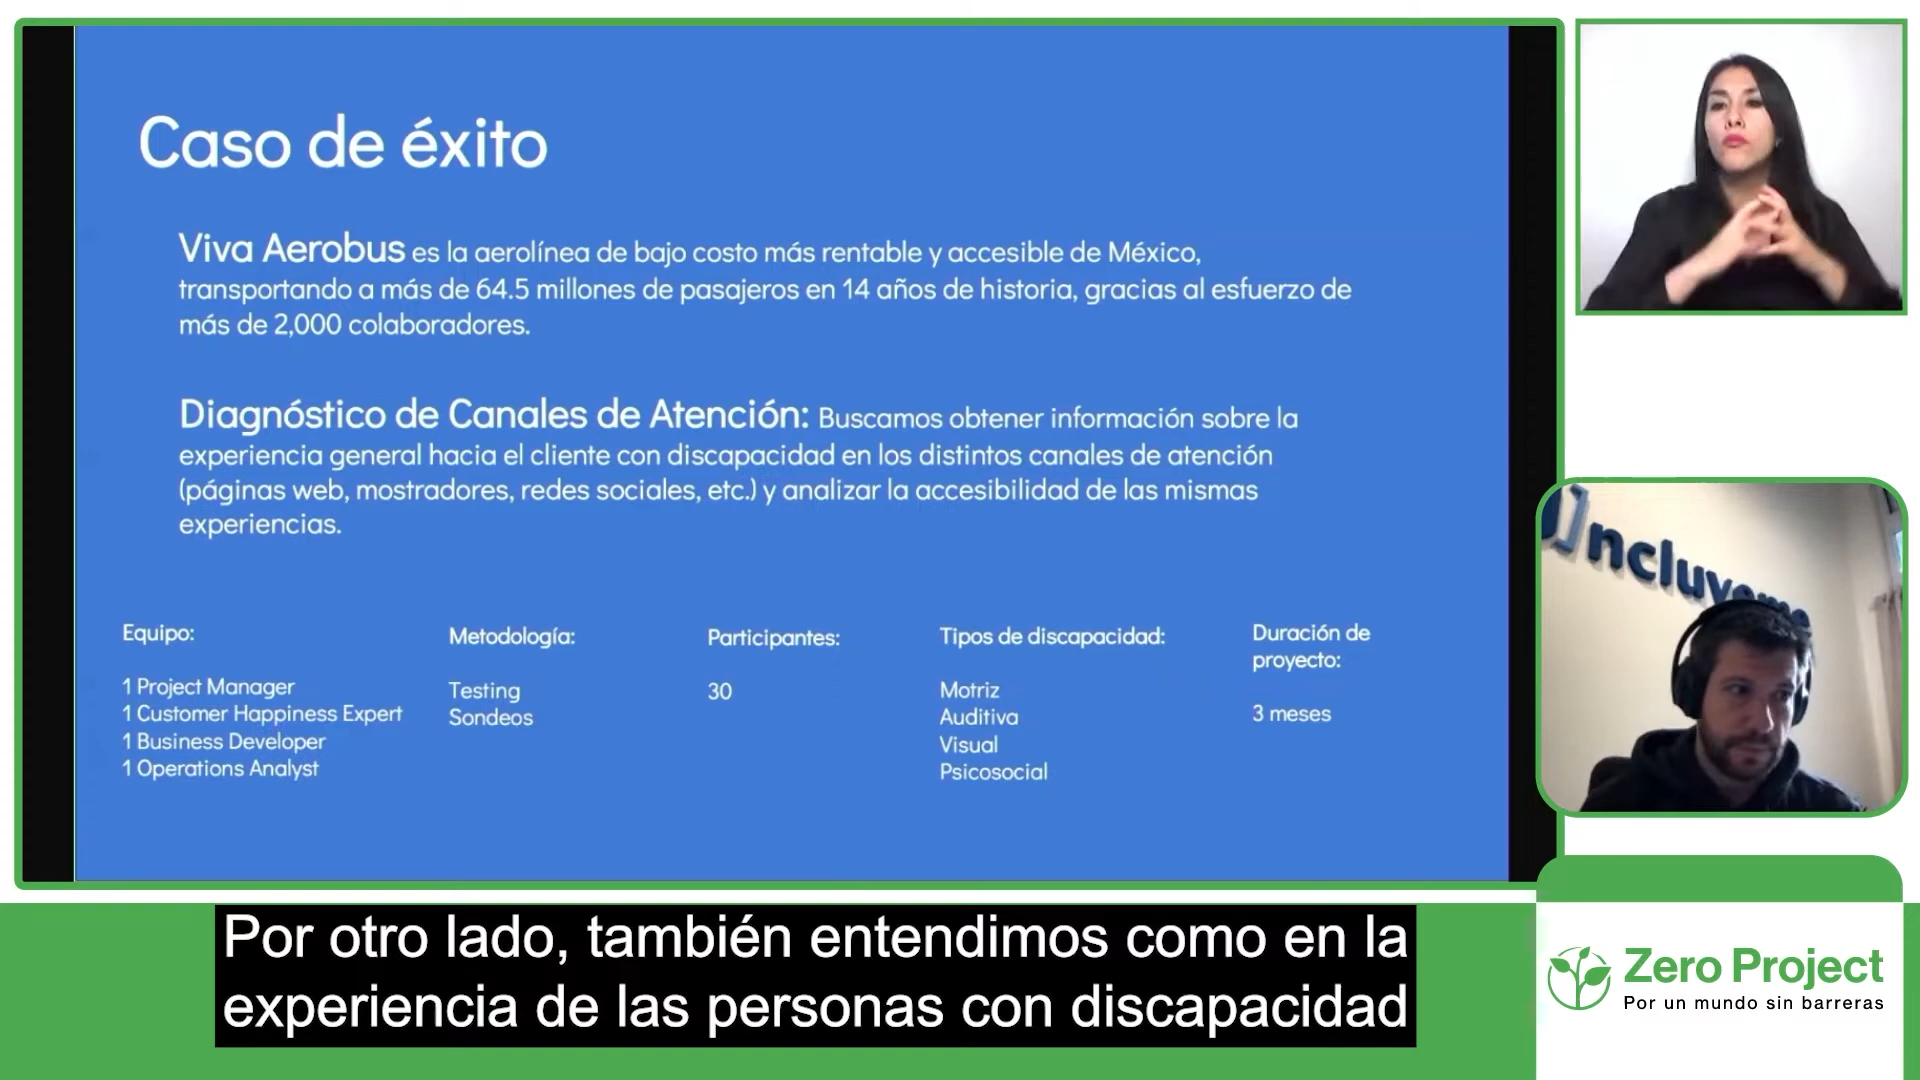 Caso de éxito
Viva Aerobus es la aerolínea de bajo costo más rentable y accesible de México,
transportando a más de 64.5 millones de pasajeros en 14 años de historia, gracias al esfuerzo de
más de 2,000 colaboradores.
Diagnóstico de Canales de Atención: Buscamos obtener información sobre la
experiencia general hacia el cliente con discapacidad en los distintos canales de atención
(páginas web, mostradores, redes sociales, etc.) y analizar la accesibilidad de las mismas
experiencias.
Equipo:
1 Project Manager
1 Customer Happiness Expert
1 Business Developer
1 Operations Analyst
Metodología:
Testing
Sondeos
Participantes:
30
Tipos de discapacidad:
Motriz
Auditiva
Visual
Psicosocial
Duración de
proyecto:
3 meses
Incluyeme
Por otro lado, también entendimos como en la
experiencia de las personas con discapacidad
Zero Project
Por un mundo sin barreras